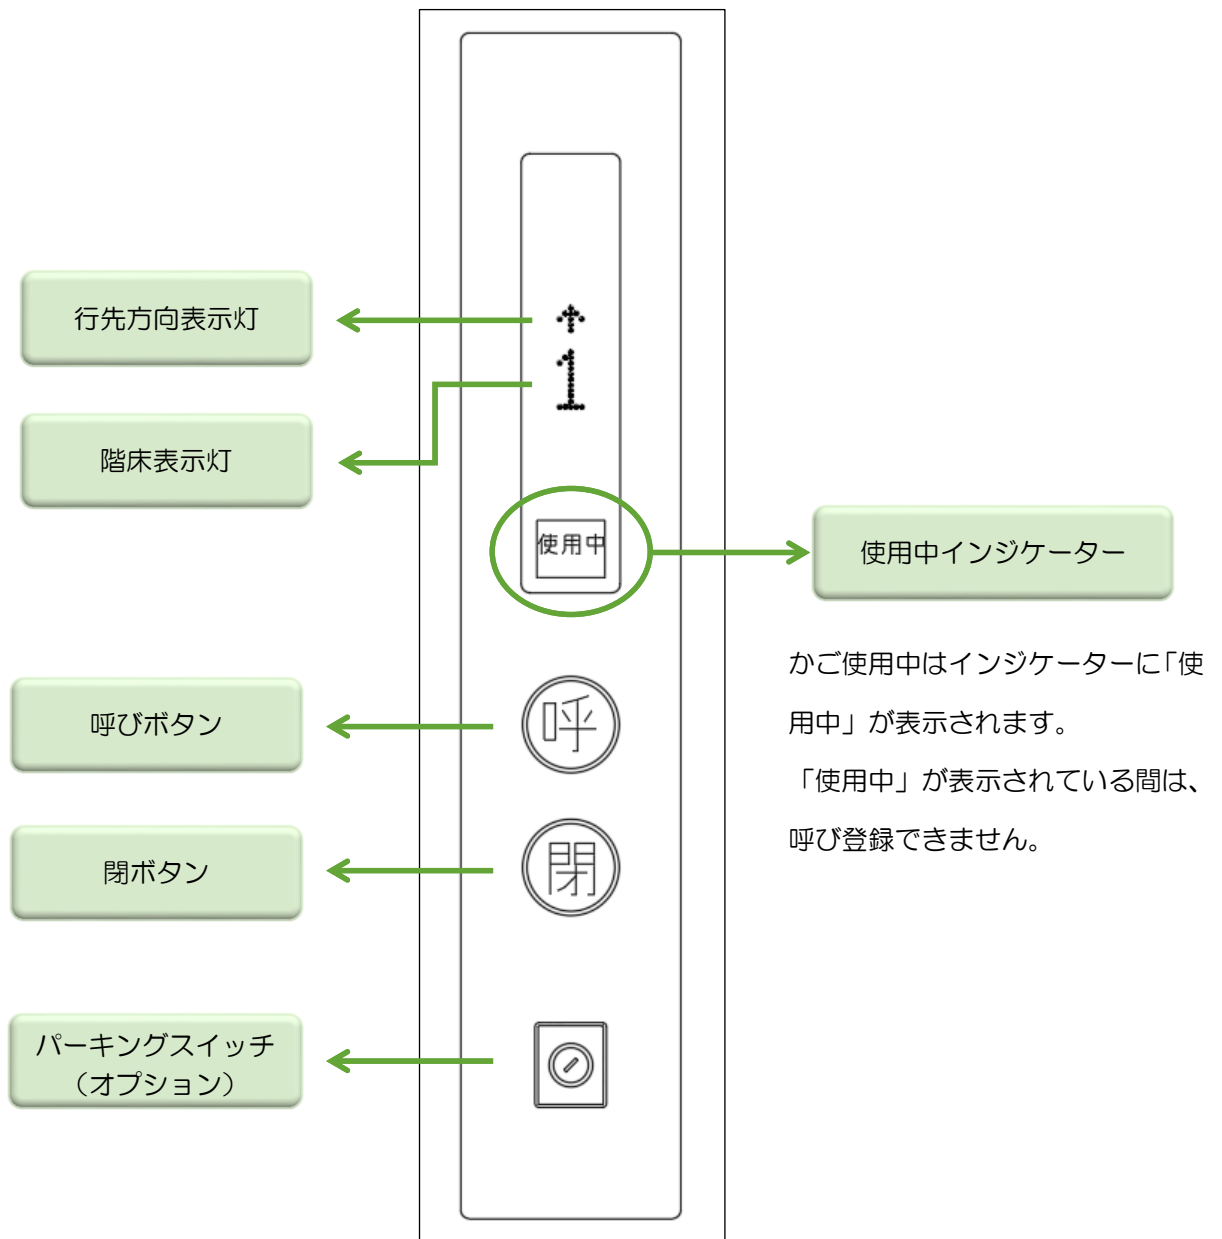 行先方向表示灯
階床表示灯
↑
1
使用中
使用中インジケーター
かご使用中はインジケーターに「使
用中」が表示されます。
「使用中」が表示されている間は、
呼び登録できません。
呼びボタン
呼
閉ボタン
閉
パーキングスイッチ
（オプション）